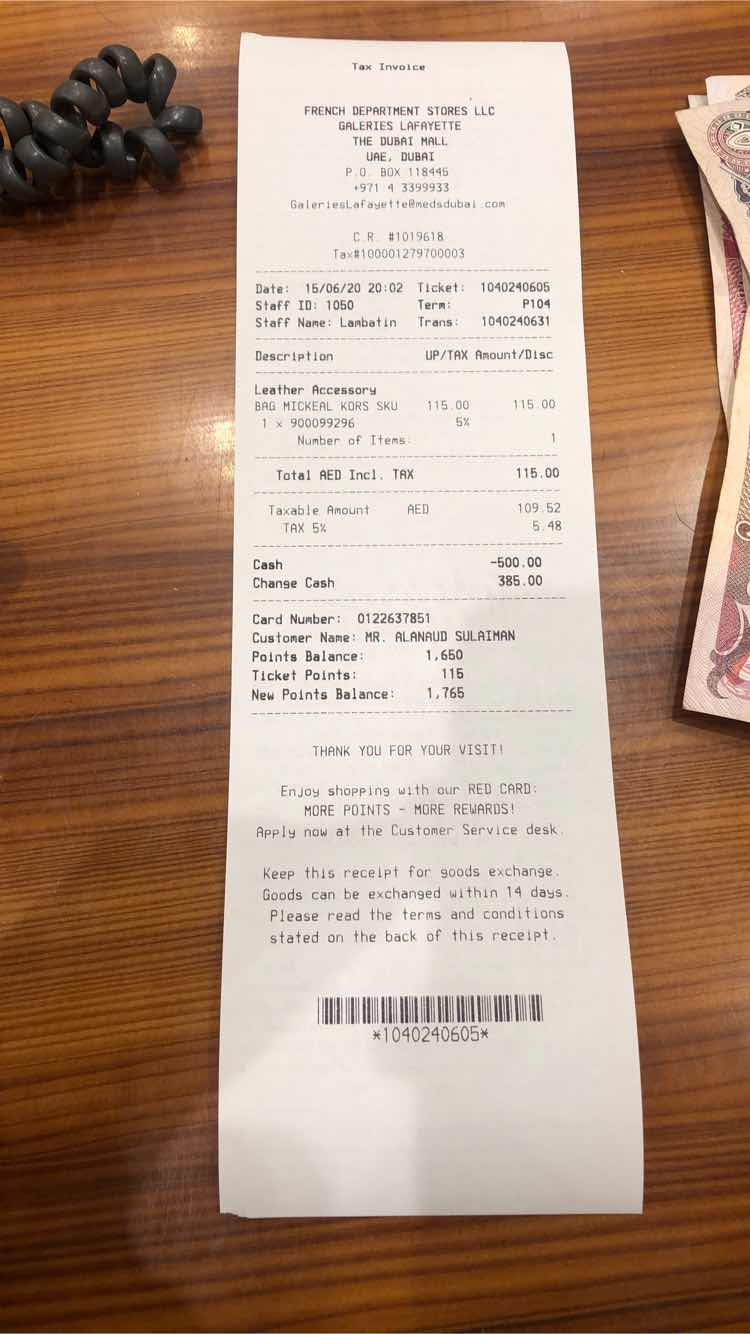 Tax Invoice
FRENCH DEPARTMENT STORES LLC
GALERIES LAFAYETTE
THE DUBAI MALL
UAE, DUBAI
P.O. BOX 118445
+971 4 3399933
GaleriesLafayette@medsdubai.com
C.R. #1019618
Tax#100001279700003
Date: 15/06/20 20:02 Ticket: 1040240605
Staff ID: 1050 Term: P104
Staff Name: Lambatin Trans: 1040240631
Description UP/TAX Amount/Disc
Leather Accessory
BAG MICKEAL KORS SKU 115.00 115.00
1 x 900099296 5%
Number of Items: 1
Total AED Incl. TAX 115.00
Taxable Amount AED 109.52
TAX 5% 5.48
Cash -500.00
Change Cash 385.00
Card Number: 0122637851
Customer Name: MR. ALANAUD SULAIMAN
Points Balance: 1,650
Ticket Points: 115
New Points Balance: 1,765
THANK YOU FOR YOUR VISIT!
Enjoy shopping with our RED CARD:
MORE POINTS - MORE REWARDS!
Apply now at the Customer Service desk.
Keep this receipt for goods exchange.
Goods can be exchanged within 14 days.
Please read the terms and conditions
stated on the back of this receipt.
*1040240605*